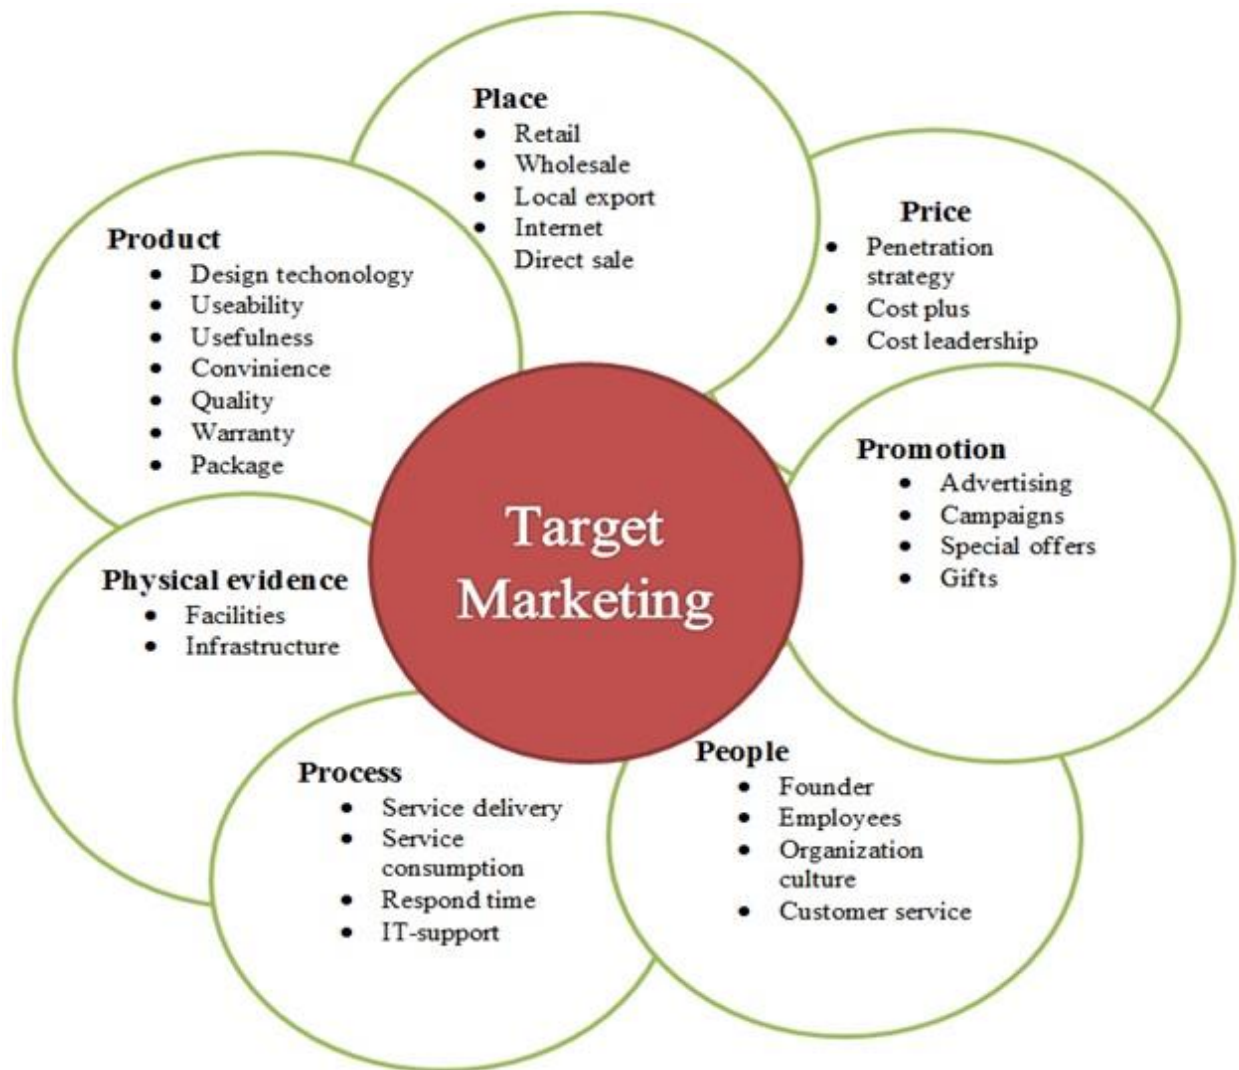 Place
• Retail
• Wholesale
• Local export
• Internet
Direct sale
Price
• Penetration
strategy
• Cost plus
• Cost leadership
Product
• Design techonology
• Useability
• Usefulness
• Convinience
• Quality
• Warranty
• Package
Promotion
• Advertising
• Campaigns
• Special offers
• Gifts
Target
Marketing
Physical evidence
• Facilities
• Infrastructure
People
• Founder
• Employees
• Organization
culture
• Customer service
Process
• Service delivery
• Service
consumption
• Respond time
• IT-support